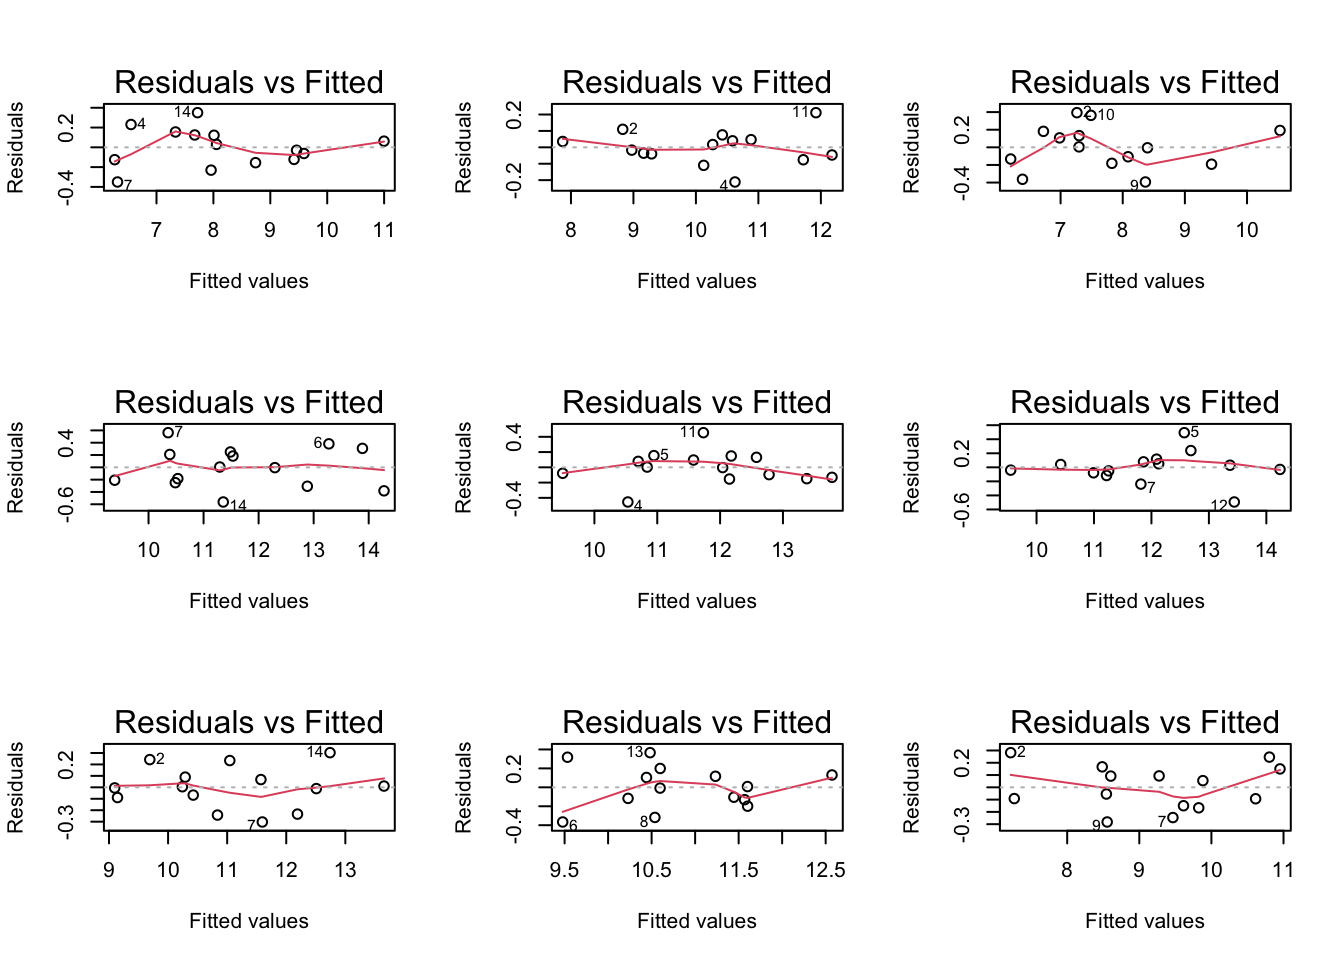 Residuals vs Fitted
Residuals
0.2
-0.4
14
4
7
7 8 9 10 11
Fitted values
Residuals vs Fitted
Residuals
0.2
-0.2
11
2
4
8 9 10 11 12
Fitted values
Residuals vs Fitted
Residuals
0.2
-0.4
2
10
9
7 8 9 10
Fitted values
Residuals vs Fitted
Residuals
0.4
-0.6
7
6
14
10 11 12 13 14
Fitted values
Residuals vs Fitted
Residuals
0.4
-0.4
11
5
4
10 11 12 13
Fitted values
Residuals vs Fitted
Residuals
0.2
-0.6
5
7
12
10 11 12 13 14
Fitted values
Residuals vs Fitted
Residuals
0.2
-0.3
2
14
7
9 10 11 12 13
Fitted values
Residuals vs Fitted
Residuals
0.2
-0.4
13
6
8
9.5 10.5 11.5 12.5
Fitted values
Residuals vs Fitted
Residuals
0.2
-0.3
2
9
7
8 9 10 11
Fitted values